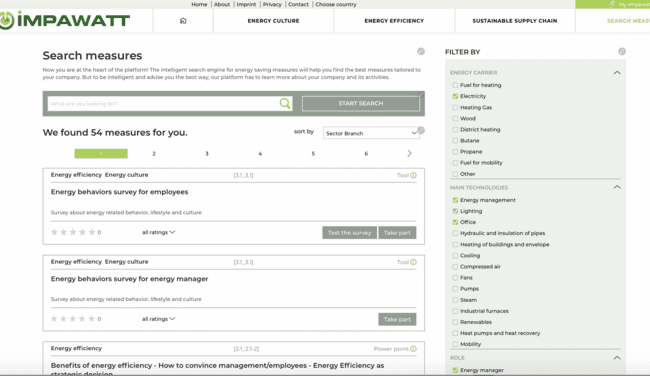 Home | About | Imprint | Privacy | Contact | Choose country
IMPAWATT
ENERGY CULTURE
ENERGY EFFICIENCY
SUSTAINABLE SUPPLY CHAIN
SEARCH MEAS
Search measures
Now you are at the heart of the platform! The intelligent search engine for energy saving measures will help you find the best measures tailored to
your company. But to be intelligent and advise you the best way, our platform has to learn more about your company and its activities.
What are you looking for?
START SEARCH
We found 54 measures for you.
sort by
Sector Branch
1 2 3 4 5 6
Energy efficiency Energy culture [3.1_3.1] Tool
Energy behaviors survey for employees
Survey about energy related behavior, lifestyle and culture
0 all ratings Test the survey Take part
Energy efficiency Energy culture [3.1_3.1] Tool
Energy behaviors survey for energy manager
Survey about energy related behavior, lifestyle and culture
0 all ratings Take part
Energy efficiency [2.1_2.1-2] Power point
Benefits of energy efficiency - How to convince management/employees - Energy Efficiency as
strategic decision
FILTER BY
ENERGY CARRIER
Fuel for heating
Electricity
Heating Gas
Wood
District heating
Butane
Propane
Fuel for mobility
Other
MAIN TECHNOLOGIES
Energy management
Lighting
Office
Hydraulic and insulation of pipes
Heating of buildings and envelope
Cooling
Compressed air
Fans
Pumps
Steam
Industrial furnaces
Renewables
Heat pumps and heat recovery
Mobility
ROLE
Energy manager